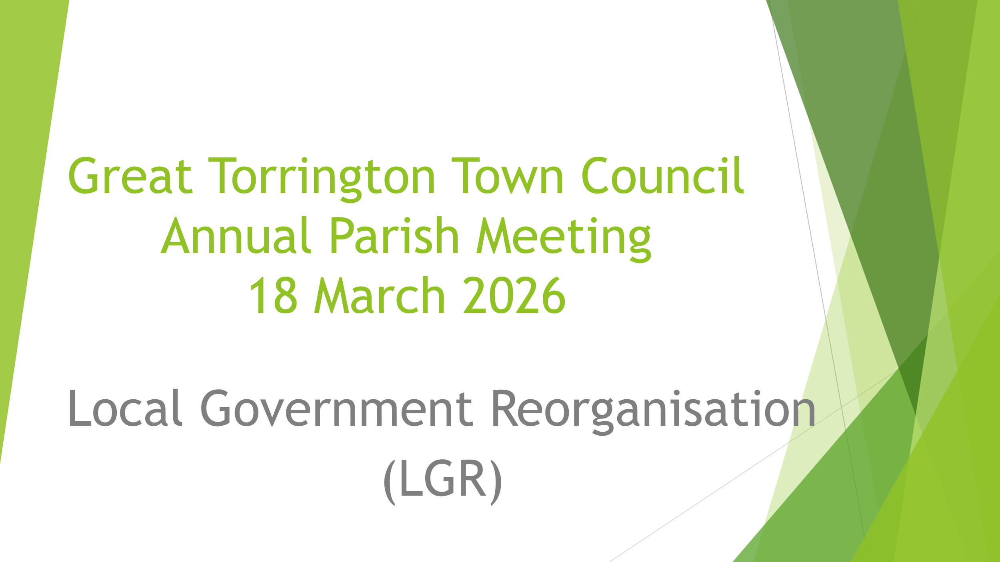 Great Torrington Town Council
Annual Parish Meeting
18 March 2026
Local Government Reorganisation
(LGR)